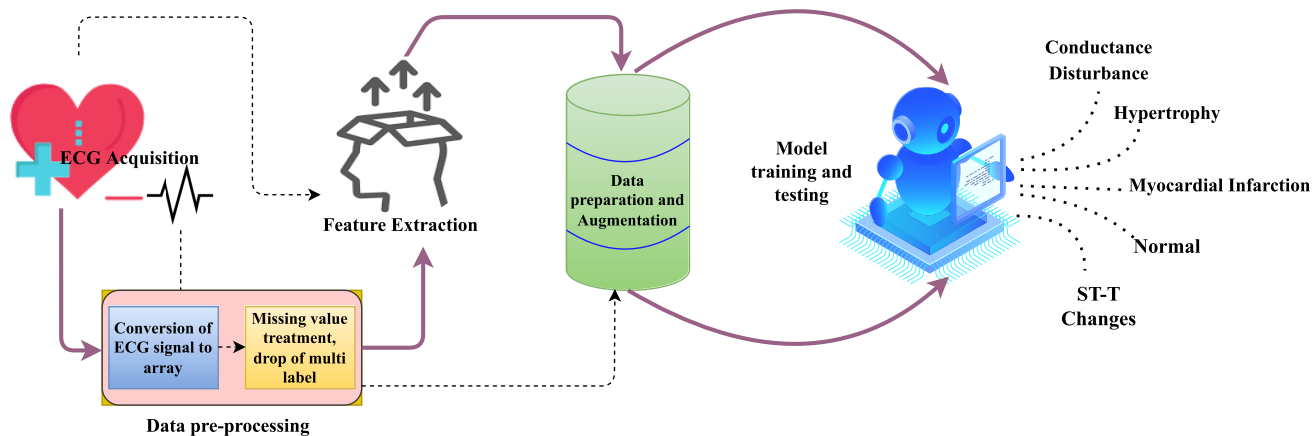 ECG Acquisition
Conversion of
ECG signal to
array
Missing value
treatment,
drop of multi
label
Data pre-processing
Feature Extraction
Data
preparation and
Augmentation
Model
training and
testing
Conductance
Disturbance
Hypertrophy
Myocardial Infarction
Normal
ST-T
Changes